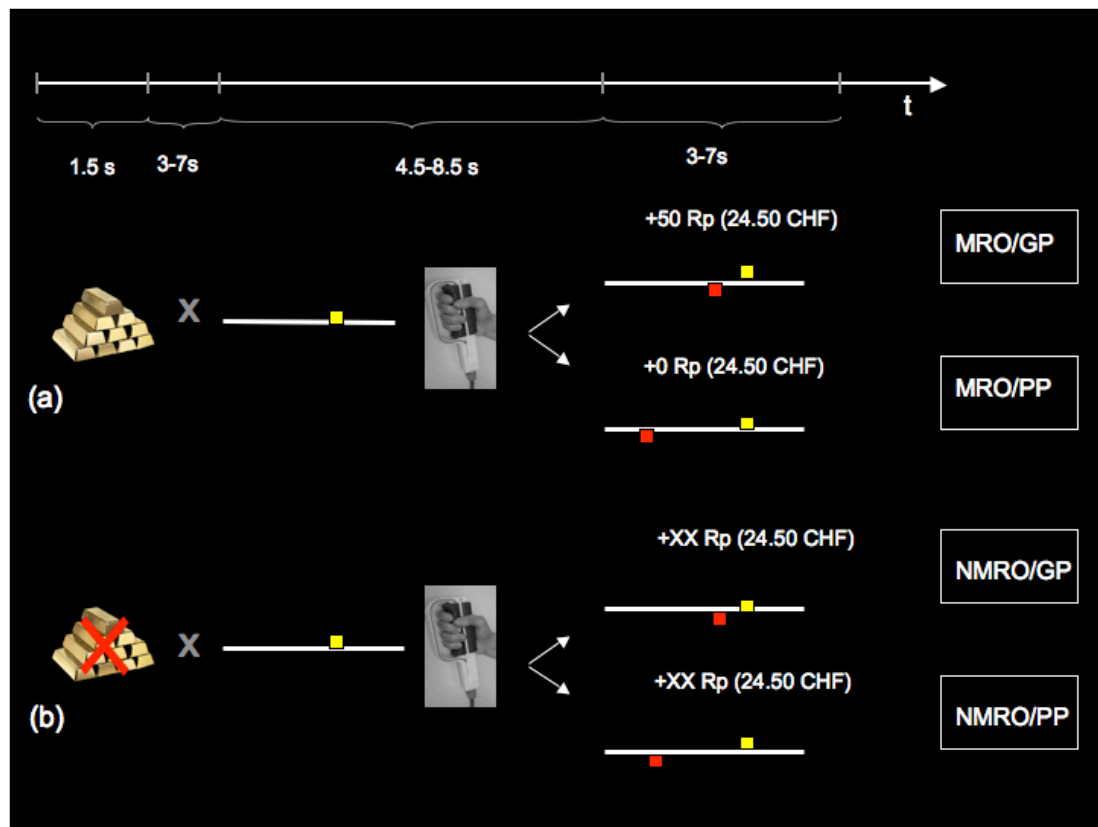 t
1.5 s
3-7s
4.5-8.5 s
3-7s
+50 Rp (24.50 CHF)
MRO/GP
X
+0 Rp (24.50 CHF)
MRO/PP
(a)
+XX Rp (24.50 CHF)
NMRO/GP
X
+XX Rp (24.50 CHF)
NMRO/PP
(b)